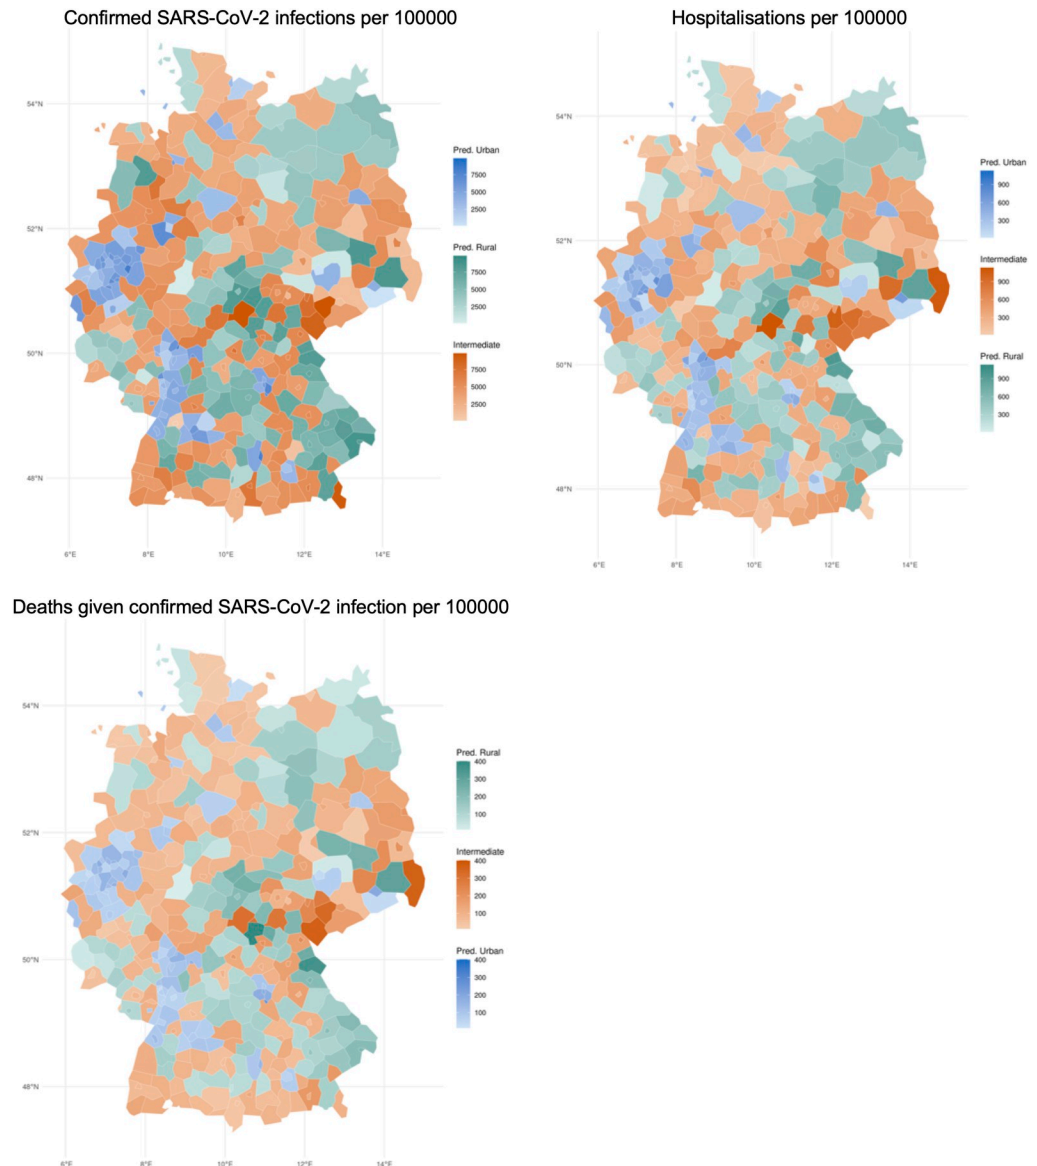 Confirmed SARS-CoV-2 infections per 100000
54°N
52°N
50°N
48°N
6°E 8°E 10°E 12°E 14°E
Pred. Urban
7500
5000
2500
Pred. Rural
7500
5000
2500
Intermediate
7500
5000
2500
Hospitalisations per 100000
54°N
52°N
50°N
48°N
6°E 8°E 10°E 12°E 14°E
Pred. Urban
900
600
300
Intermediate
900
600
300
Pred. Rural
900
600
300
Deaths given confirmed SARS-CoV-2 infection per 100000
54°N
52°N
50°N
48°N
6°E 8°E 10°E 12°E 14°E
Pred. Rural
400
300
200
100
Intermediate
400
300
200
100
Pred. Urban
400
300
200
100